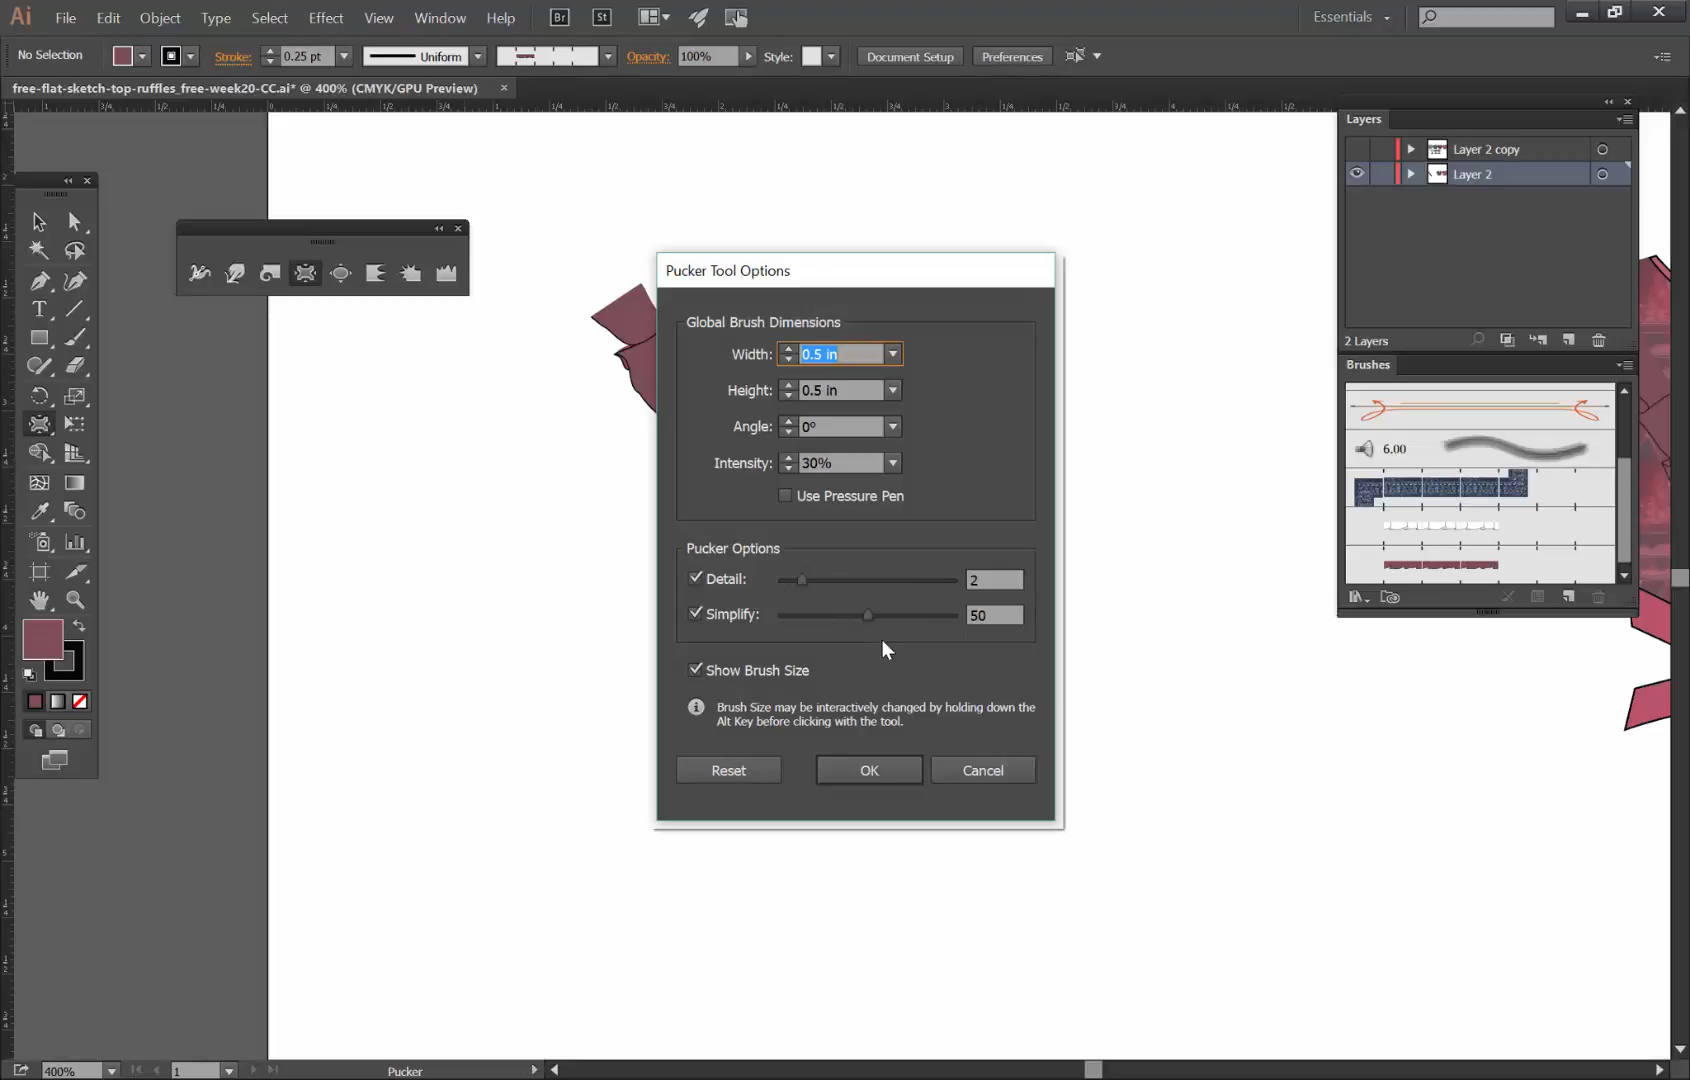 Ai File Edit Object Type Select Effect View Window Help Br St Essentials
No Selection Stroke: 0.25 pt Uniform Opacity: 100% Style: Document Setup Preferences
free-flat-sketch-top-ruffles_free-week20-CC.ai* @ 400% (CMYK/GPU Preview)
Layers
Layer 2 copy
Layer 2
2 Layers
Brushes
6.00
Pucker Tool Options
Global Brush Dimensions
Width: 0.5 in
Height: 0.5 in
Angle: 0°
Intensity: 30%
Use Pressure Pen
Pucker Options
Detail: 2
Simplify: 50
Show Brush Size
Brush Size may be interactively changed by holding down the
Alt Key before clicking with the tool.
Reset OK Cancel
400% 1 Pucker